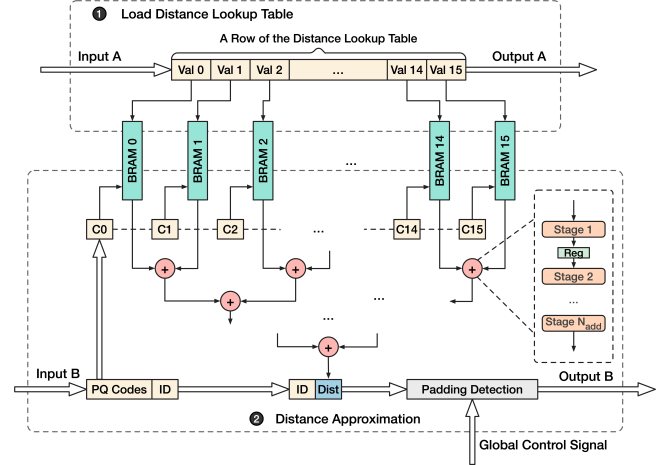 1 Load Distance Lookup Table
A Row of the Distance Lookup Table
Input A
Val 0 Val 1 Val 2 ... Val 14 Val 15
Output A
BRAM 0 BRAM 1 BRAM 2 ... BRAM 14 BRAM 15
C0 C1 C2 ... C14 C15
Stage 1
Reg
Stage 2
...
Stage Nadd
+ + +
+
...
...
+
Input B
PQ Codes ID
ID Dist
Padding Detection
Output B
2 Distance Approximation
Global Control Signal